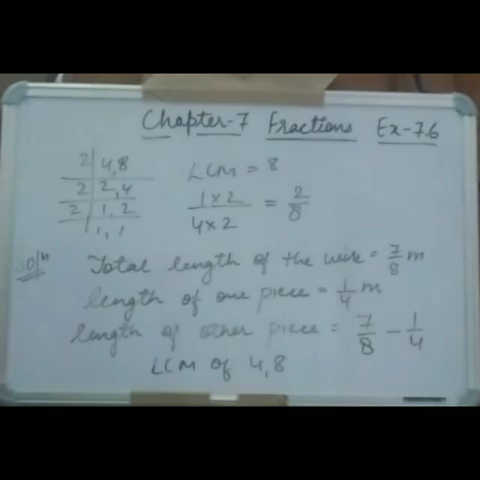 Chapter-7 Fractions Ex-7.6
2 | 4,8
2 | 2,4
2 | 1, 2
1, 1
LCM = 8
1×2/4×2 = 2/8
Solⁿ Total length of the wire = 7/8 m
length of one piece = 1/4 m
length of other piece = 7/8 - 1/4
LCM of 4,8